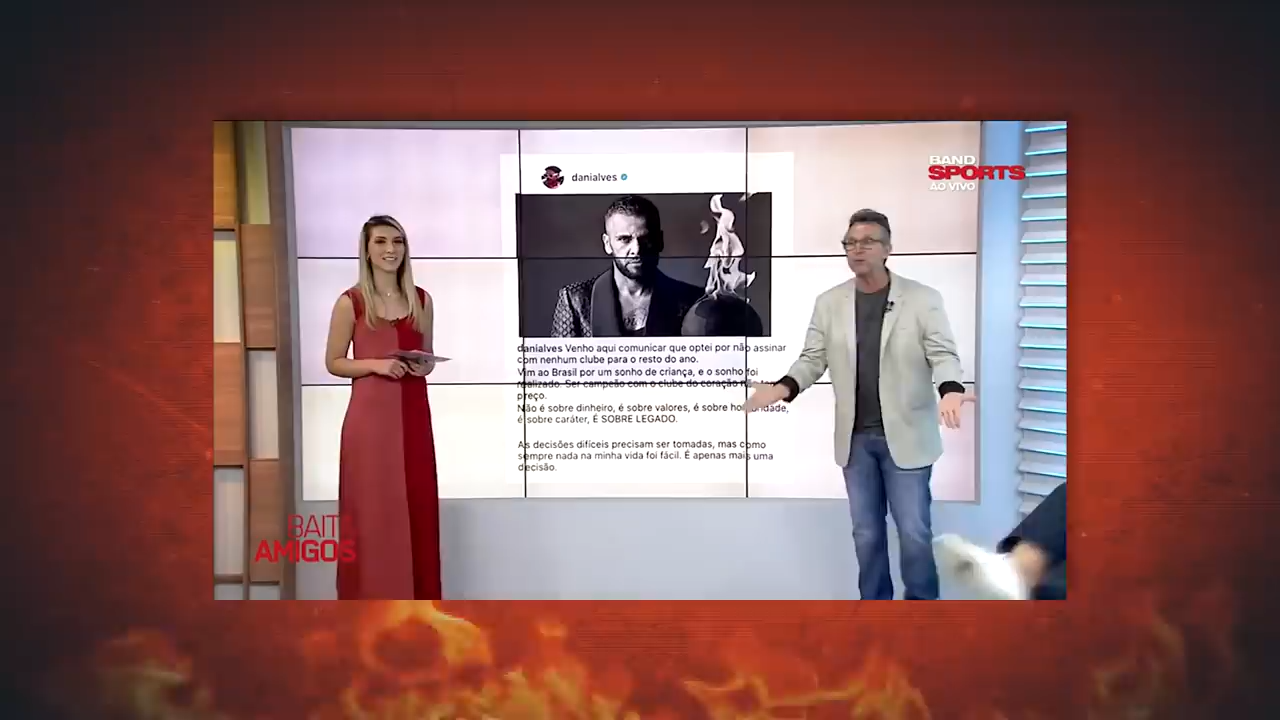 BAND
SPORTS
AO VIVO
danialves
danialves Venho aqui comunicar que optei por não assinar
com nenhum clube para o resto do ano.
Vim ao Brasil por um sonho de criança, e o sonho foi
realizado. Ser campeão com o clube do coração não tem
preço.
Não é sobre dinheiro, é sobre valores, é sobre honestidade,
é sobre caráter, É SOBRE LEGADO.
As decisões difíceis precisam ser tomadas, mas como
sempre nada na minha vida foi fácil. É apenas mais uma
decisão.
BAITA
AMIGOS